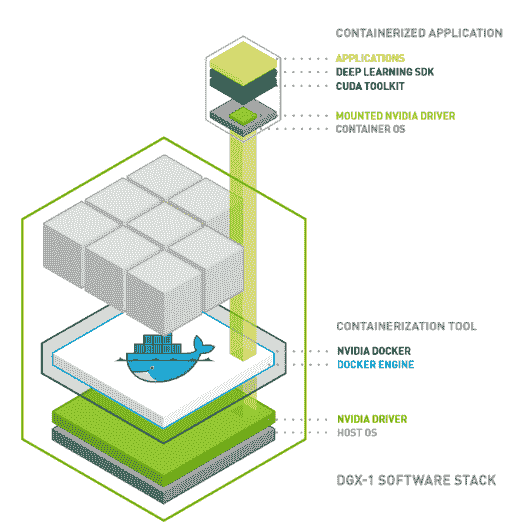 CONTAINERIZED APPLICATION
APPLICATIONS
DEEP LEARNING SDK
CUDA TOOLKIT
MOUNTED NVIDIA DRIVER
CONTAINER OS
CONTAINERIZATION TOOL
NVIDIA DOCKER
DOCKER ENGINE
NVIDIA DRIVER
HOST OS
DGX-1 SOFTWARE STACK